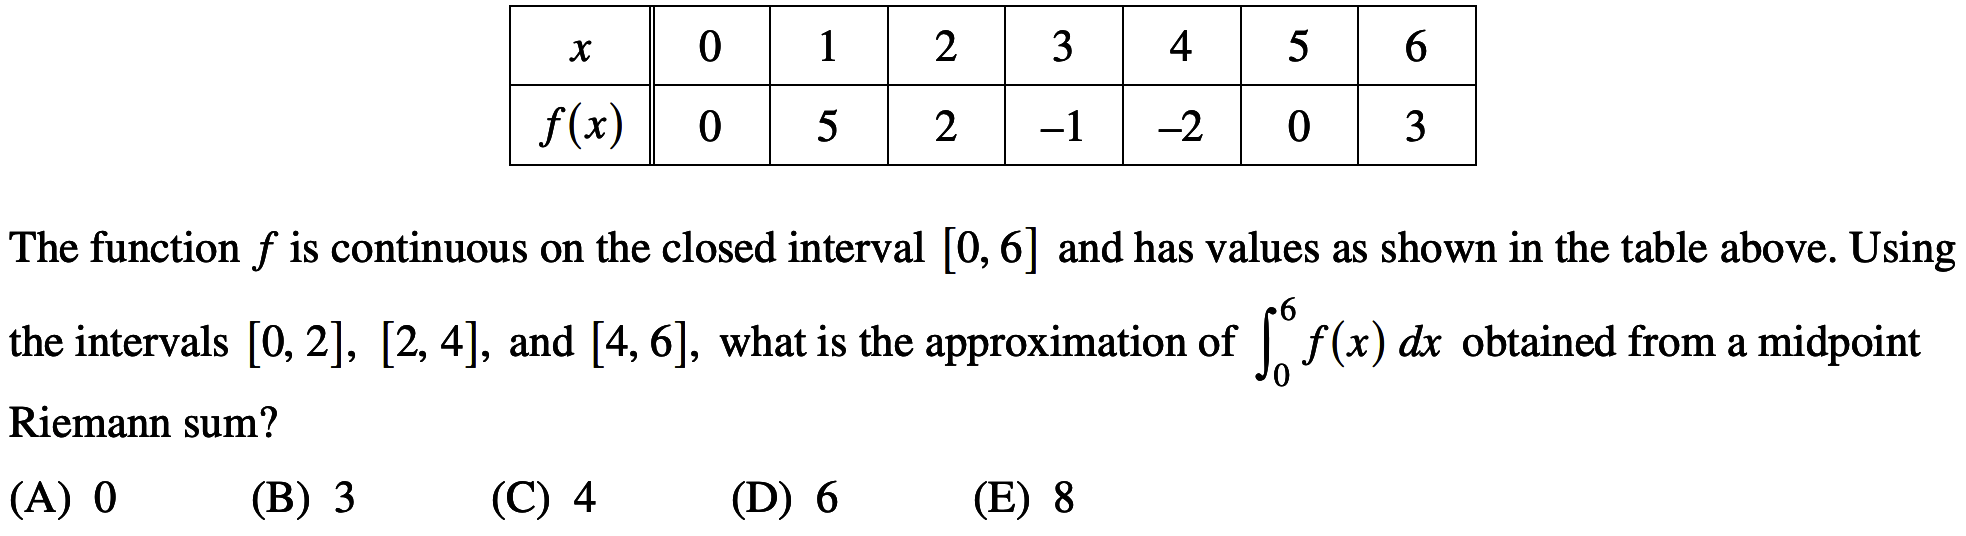 x 0 1 2 3 4 5 6
f(x) 0 5 2 –1 –2 0 3
The function f is continuous on the closed interval [0, 6] and has values as shown in the table above. Using
the intervals [0, 2], [2, 4], and [4, 6], what is the approximation of ∫₀⁶ f(x) dx obtained from a midpoint
Riemann sum?
(A) 0 (B) 3 (C) 4 (D) 6 (E) 8